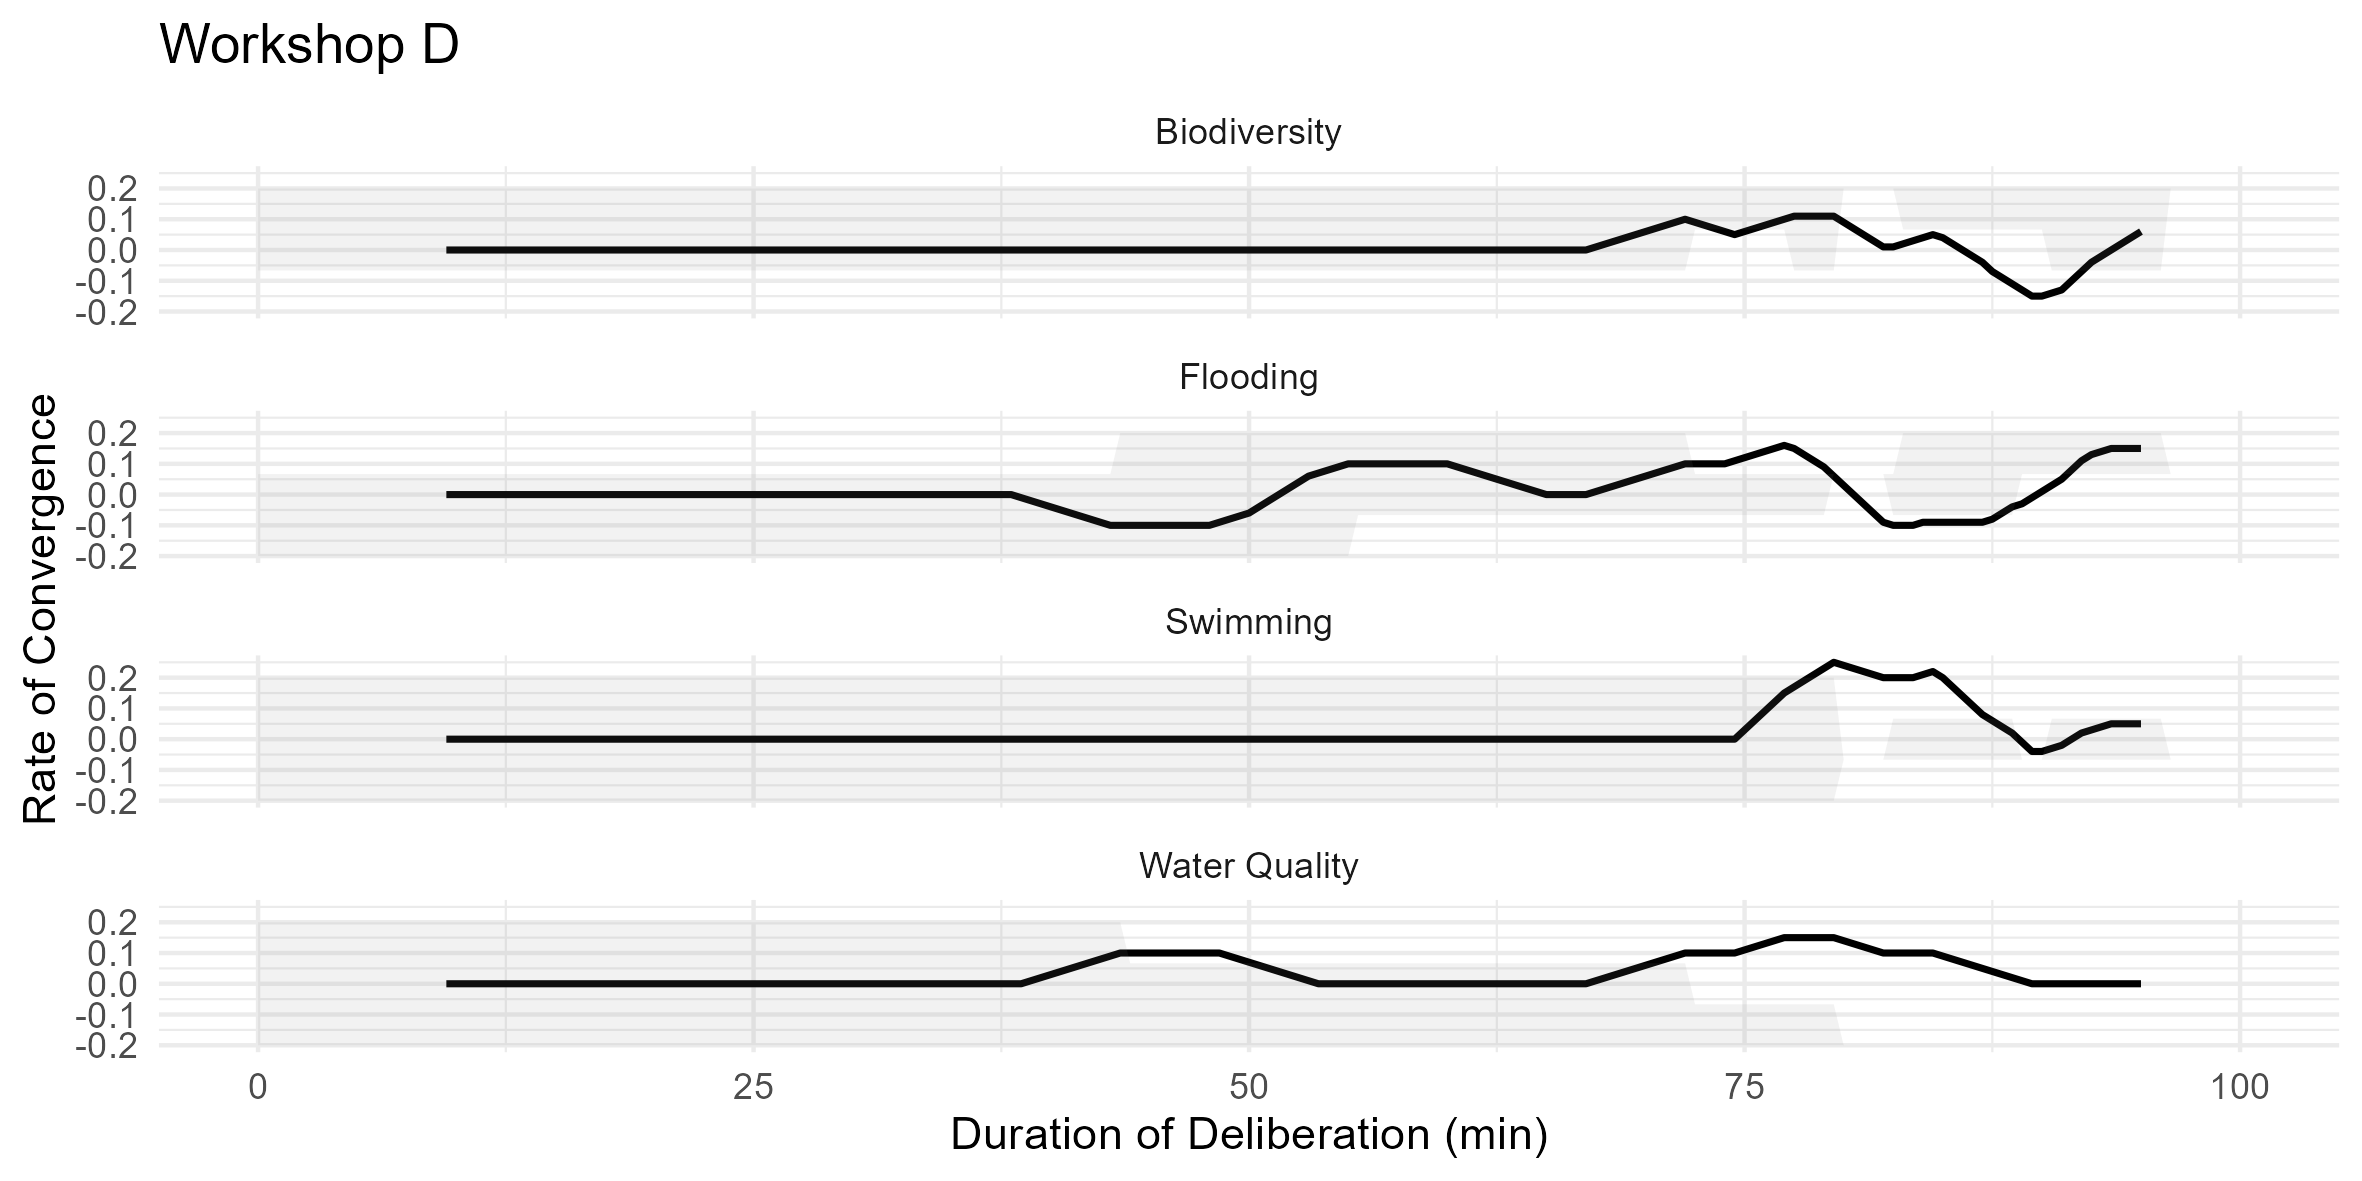 Workshop D
Biodiversity
0.2
0.1
0.0
-0.1
-0.2
Flooding
0.2
0.1
0.0
-0.1
-0.2
Swimming
0.2
0.1
0.0
-0.1
-0.2
Water Quality
0.2
0.1
0.0
-0.1
-0.2
Rate of Convergence
0 25 50 75 100
Duration of Deliberation (min)